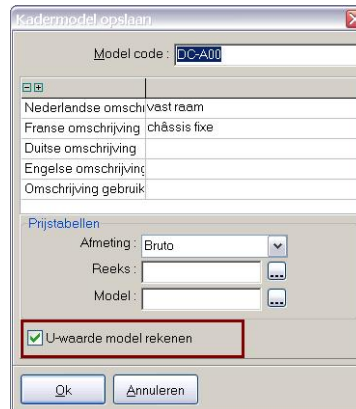 Kadermodel opslaan
Model code : DC-A00
Nederlandse omschri vast raam
Franse omschrijving châssis fixe
Duitse omschrijving
Engelse omschrijving
Omschrijving gebruik
Prijstabellen
Afmeting : Bruto
Reeks : ...
Model : ...
U-waarde model rekenen
Ok Annuleren